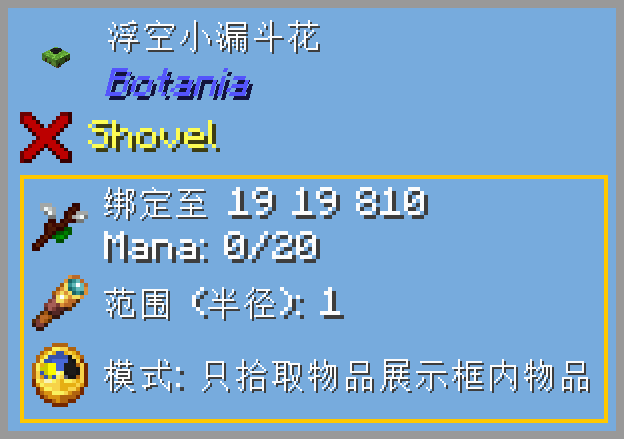 浮空小漏斗花
Botania
Shovel
绑定至 19 19 810
Mana: 0/20
范围 (半径): 1
模式: 只拾取物品展示框内物品